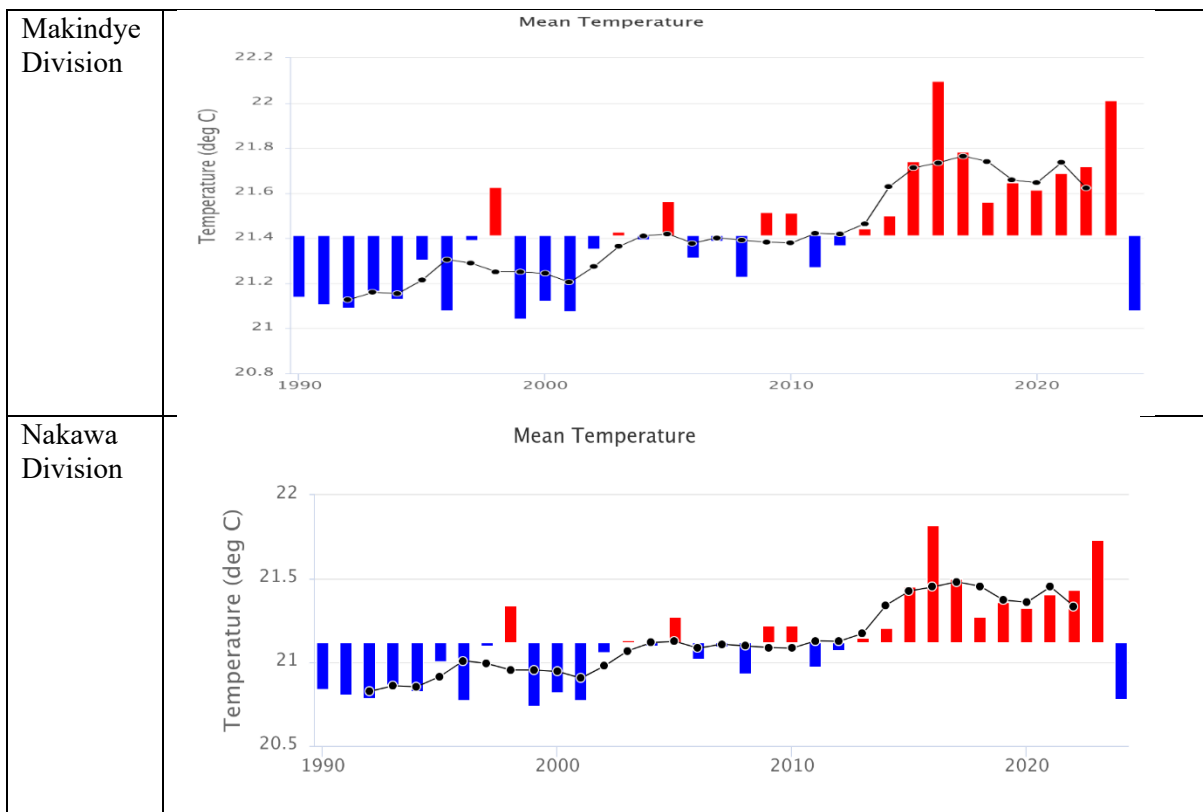 Makindye
Division
Mean Temperature
Temperature (deg C)
22.2
22
21.8
21.6
21.4
21.2
21
20.8
1990
2000
2010
2020
Nakawa
Division
Mean Temperature
Temperature (deg C)
22
21.5
21
20.5
1990
2000
2010
2020